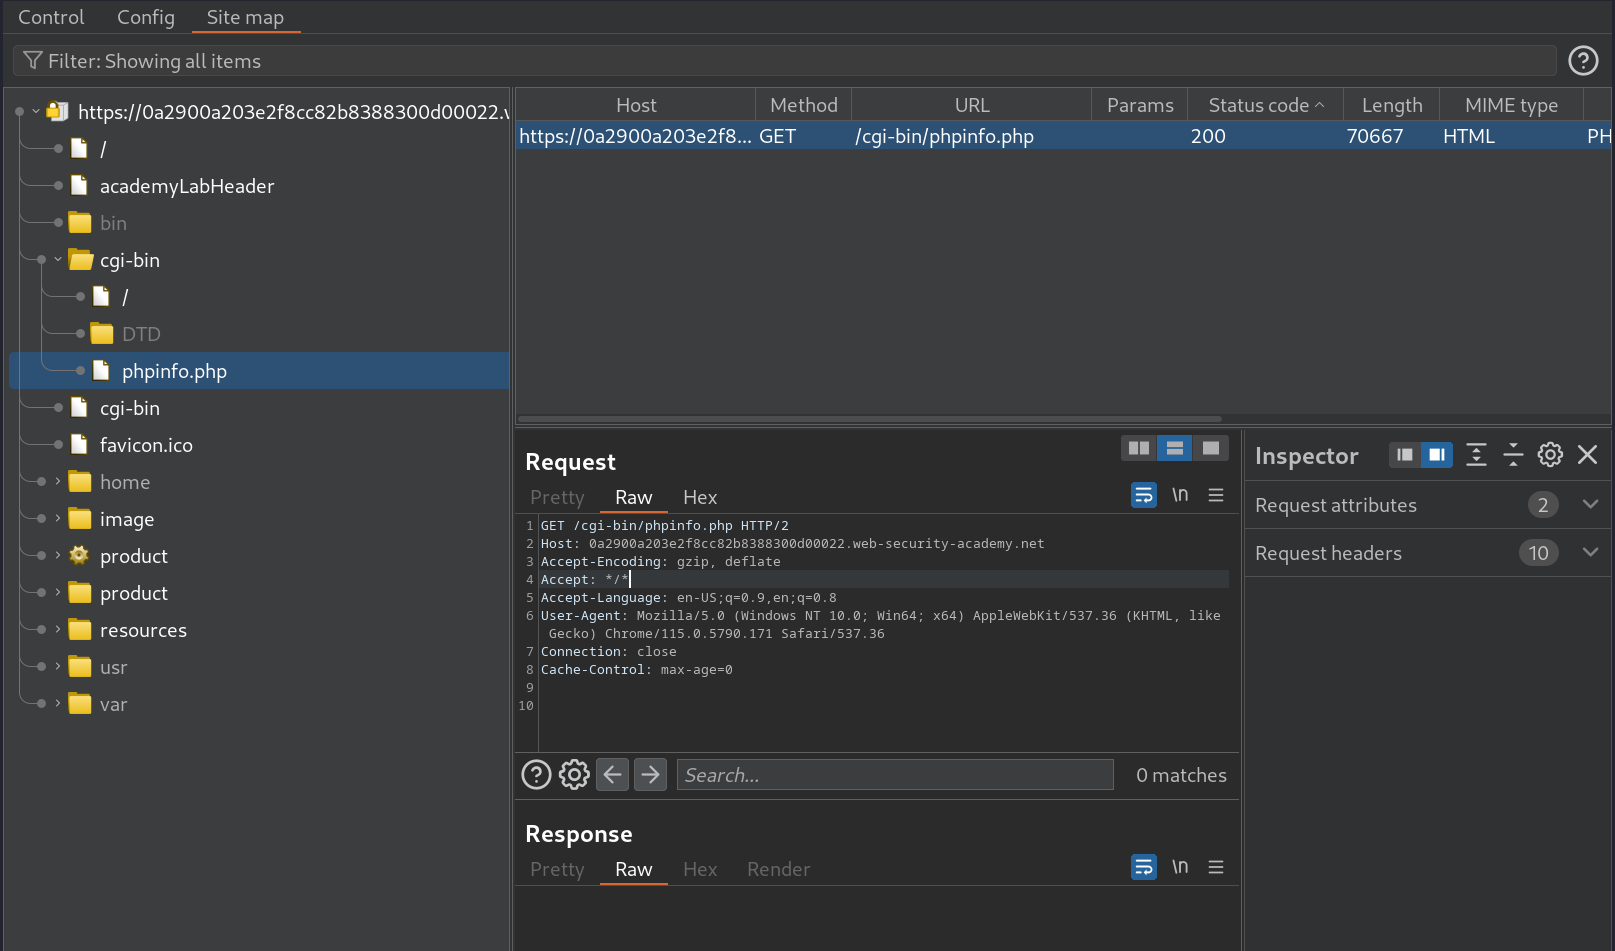 Control Config Site map
Filter: Showing all items
https://0a2900a203e2f8cc82b8388300d00022.
/
academyLabHeader
bin
cgi-bin
/
DTD
phpinfo.php
cgi-bin
favicon.ico
home
image
product
product
resources
usr
var
Host Method URL Params Status code Length MIME type
https://0a2900a203e2f8... GET /cgi-bin/phpinfo.php 200 70667 HTML PH
Request
Pretty Raw Hex \n
1 GET /cgi-bin/phpinfo.php HTTP/2
2 Host: 0a2900a203e2f8cc82b8388300d00022.web-security-academy.net
3 Accept-Encoding: gzip, deflate
4 Accept: */*
5 Accept-Language: en-US;q=0.9,en;q=0.8
6 User-Agent: Mozilla/5.0 (Windows NT 10.0; Win64; x64) AppleWebKit/537.36 (KHTML, like
Gecko) Chrome/115.0.5790.171 Safari/537.36
7 Connection: close
8 Cache-Control: max-age=0
9
10
? Search... 0 matches
Response
Pretty Raw Hex Render \n
Inspector
Request attributes 2
Request headers 10